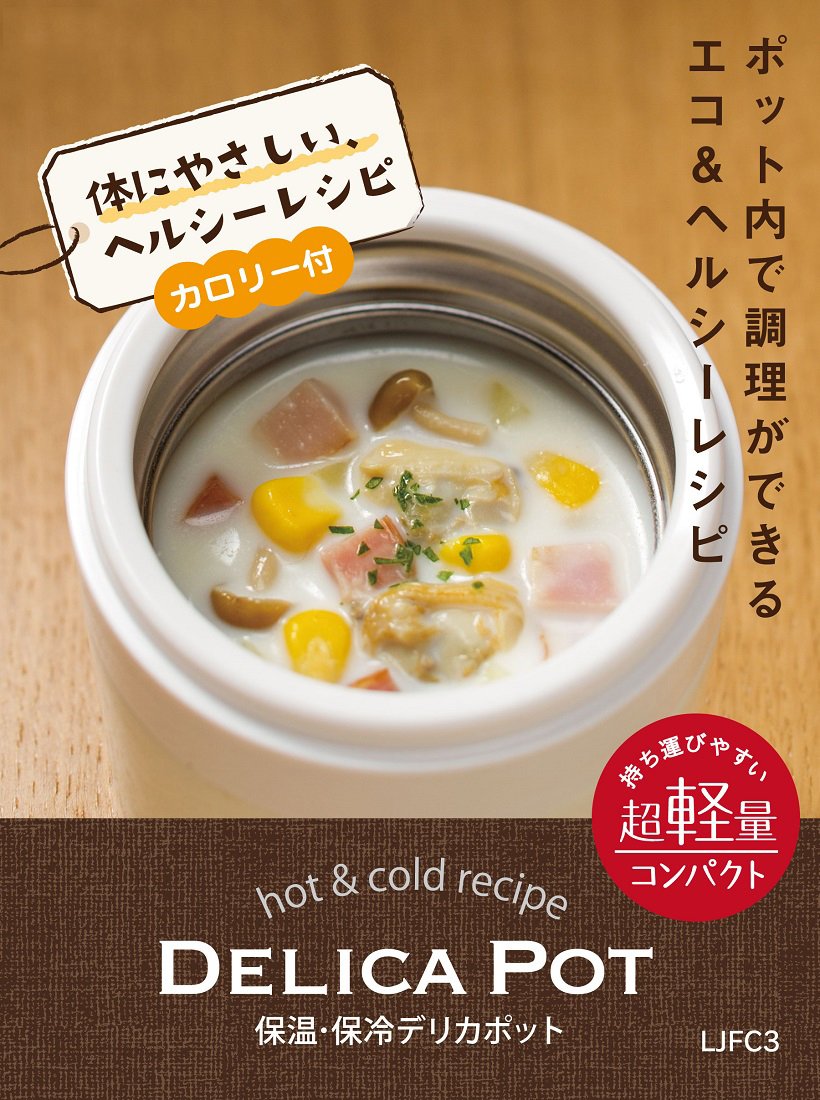 ポット内で調理ができる
エコ&ヘルシーレシピ
体にやさしい、
ヘルシーレシピ
カロリー付
持ち運びやすい
超軽量
コンパクト
hot & cold recipe
DELICA POT
保温・保冷デリカポット
LJFC3